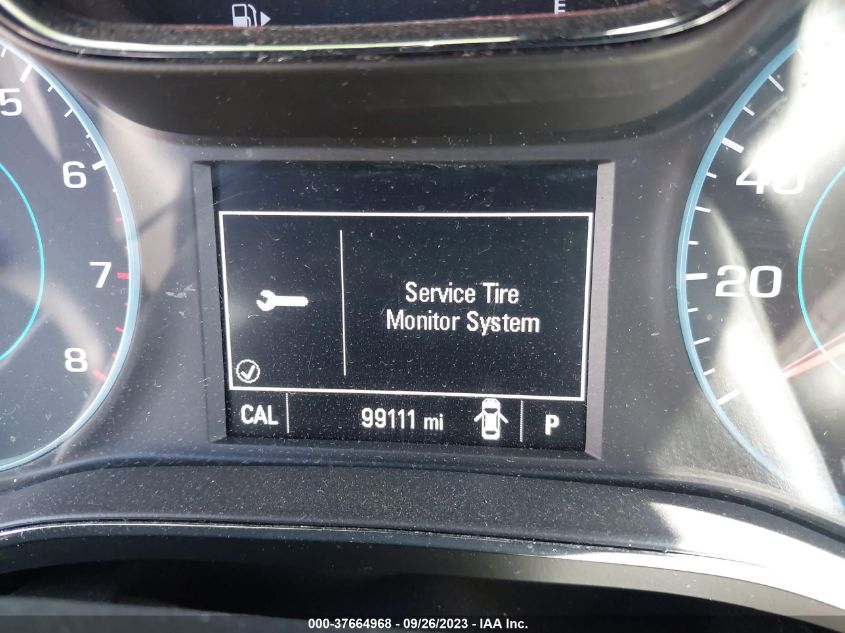 E
5
6
7
8
40
20
Service Tire
Monitor System
CAL 99111 mi P
000-37664968 - 09/26/2023 - IAA Inc.